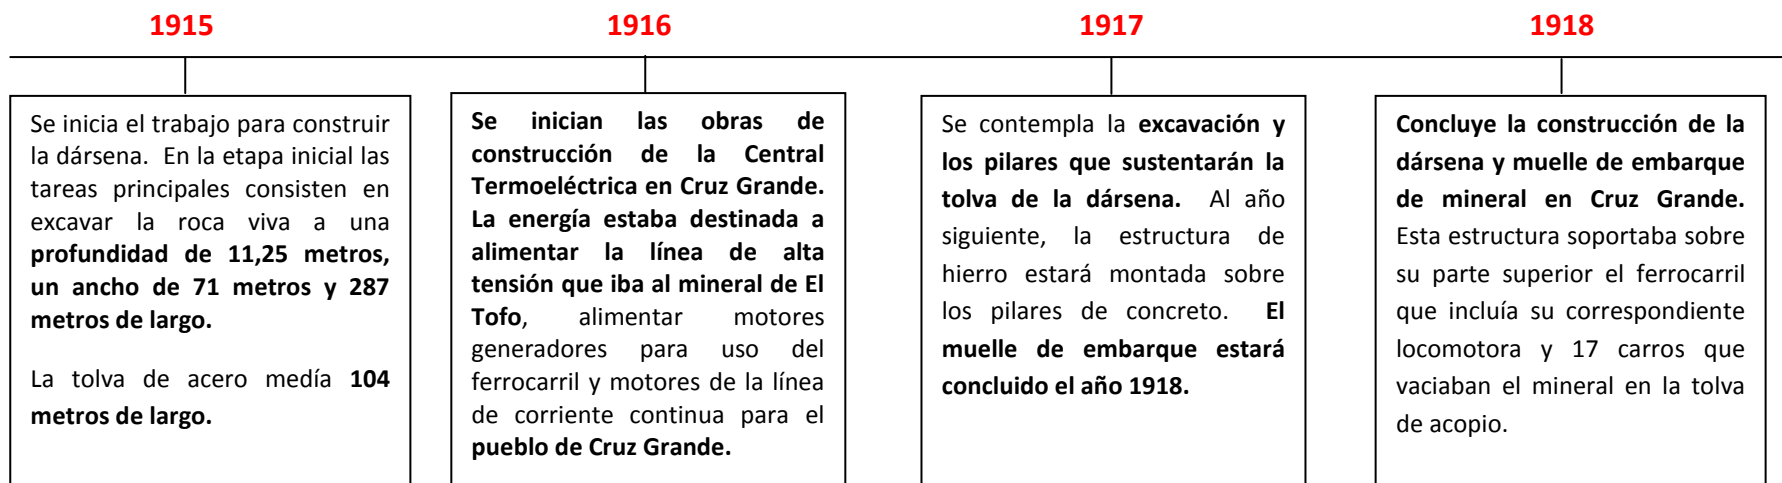 1915
1916
1917
1918
Se inicia el trabajo para construir
la dársena. En la etapa inicial las
tareas principales consisten en
excavar la roca viva a una
profundidad de 11,25 metros,
un ancho de 71 metros y 287
metros de largo.
La tolva de acero medía 104
metros de largo.
Se inician las obras de
construcción de la Central
Termoeléctrica en Cruz Grande.
La energía estaba destinada a
alimentar la línea de alta
tensión que iba al mineral de El
Tofo, alimentar motores
generadores para uso del
ferrocarril y motores de la línea
de corriente continua para el
pueblo de Cruz Grande.
Se contempla la excavación y
los pilares que sustentarán la
tolva de la dársena. Al año
siguiente, la estructura de
hierro estará montada sobre
los pilares de concreto. El
muelle de embarque estará
concluido el año 1918.
Concluye la construcción de la
dársena y muelle de embarque
de mineral en Cruz Grande.
Esta estructura soportaba sobre
su parte superior el ferrocarril
que incluía su correspondiente
locomotora y 17 carros que
vaciaban el mineral en la tolva
de acopio.